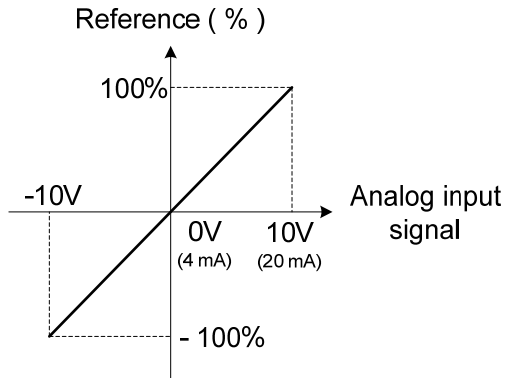 Reference ( % )
100%
-10V
Analog input
signal
0V
10V
(4 mA)
(20 mA)
- 100%